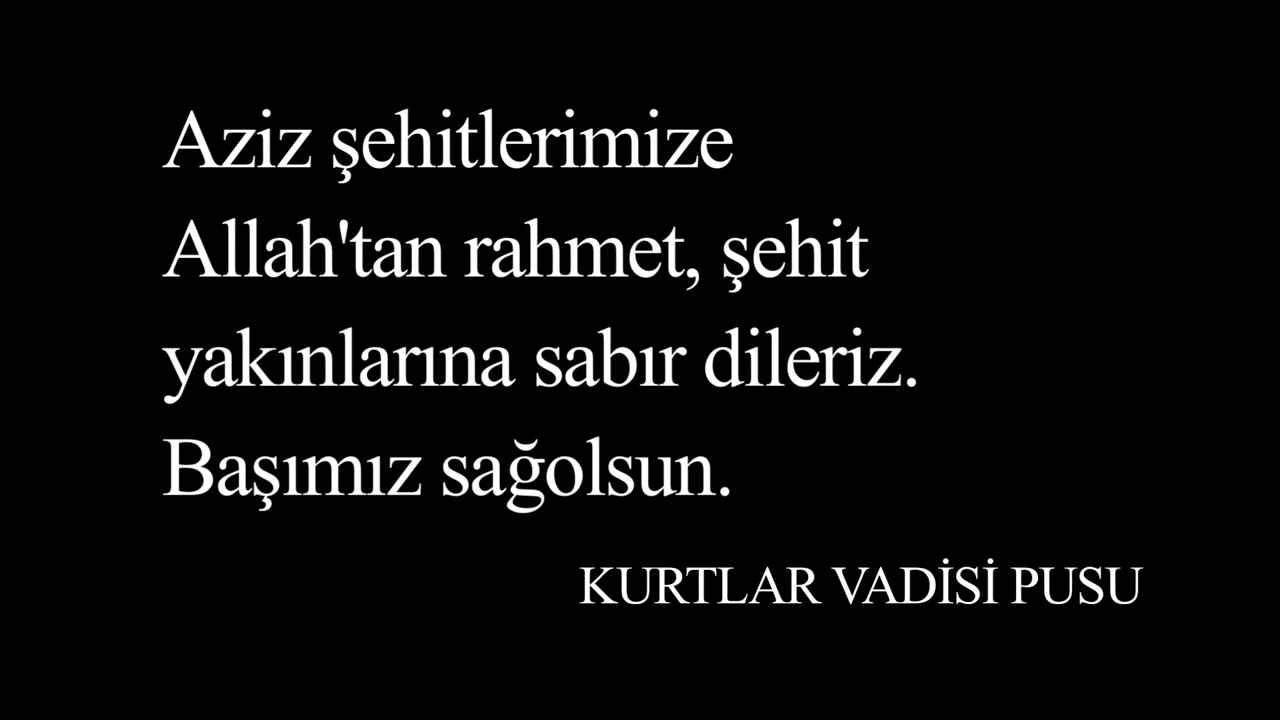 Aziz şehitlerimize
Allah'tan rahmet, şehit
yakınlarına sabır dileriz.
Başımız sağolsun.
KURTLAR VADİSİ PUSU